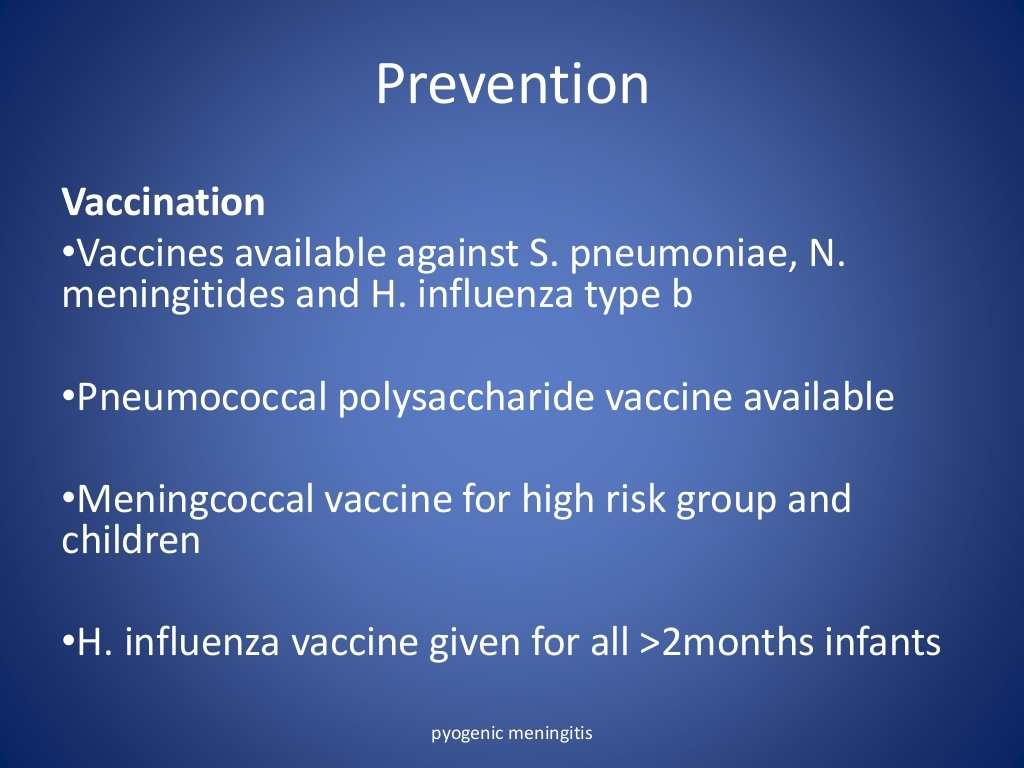 Prevention
Vaccination
•Vaccines available against S. pneumoniae, N.
meningitides and H. influenza type b
•Pneumococcal polysaccharide vaccine available
•Meningcoccal vaccine for high risk group and
children
•H. influenza vaccine given for all >2months infants
pyogenic meningitis